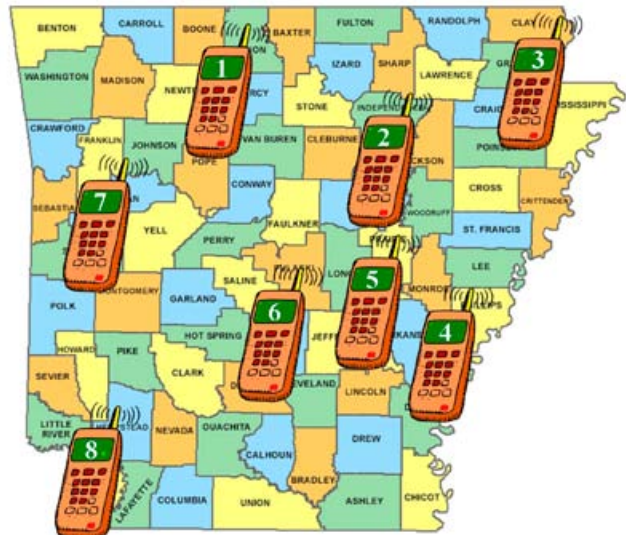 BENTON
CARROLL
BOONE
BAXTER
FULTON
RANDOLPH
CLAY
WASHINGTON
MADISON
IZARD
SHARP
LAWRENCE
1
3
STONE
MISSISSIPPI
CRAWFORD
FRANKLIN
JOHNSON
POPE
VAN BUREN
CLEBURNE
2
POINSETT
CONWAY
CROSS
CRITTENDEN
7
WOODRUFF
YELL
FAULKNER
ST. FRANCIS
PERRY
LEE
SALINE
5
MONROE
POLK
MONTGOMERY
GARLAND
6
4
HOT SPRING
HOWARD
PIKE
CLARK
SEVIER
LINCOLN
LITTLE
RIVER
NEVADA
OUACHITA
CALHOUN
DREW
8
BRADLEY
LAFAYETTE
COLUMBIA
UNION
ASHLEY
CHICOT